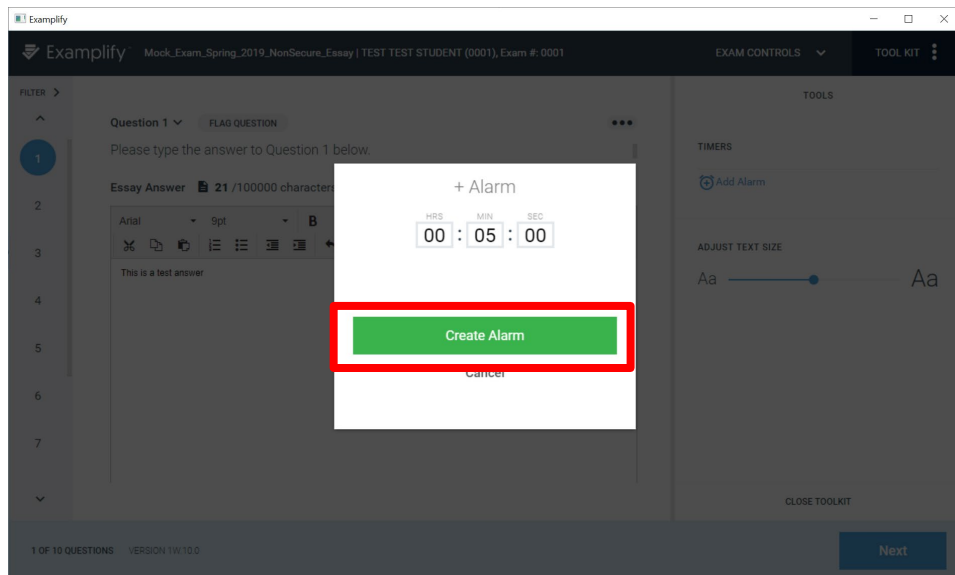 Examplify
Examplify Mock_Exam_Spring_2019_NonSecure_Essay | TEST TEST STUDENT (0001), Exam #: 0001 EXAM CONTROLS TOOL KIT
FILTER
TOOLS
Question 1 FLAG QUESTION
Please type the answer to Question 1 below.
TIMERS
1
Add Alarm
Essay Answer 21 /100000 characters
+ Alarm
2
HRS MIN SEC
00 : 05 : 00
Arial 9pt B
3
ADJUST TEXT SIZE
This is a test answer
Aa Aa
4
Create Alarm
5
Cancel
6
7
CLOSE TOOLKIT
1 OF 10 QUESTIONS VERSION 1W.10.0
Next